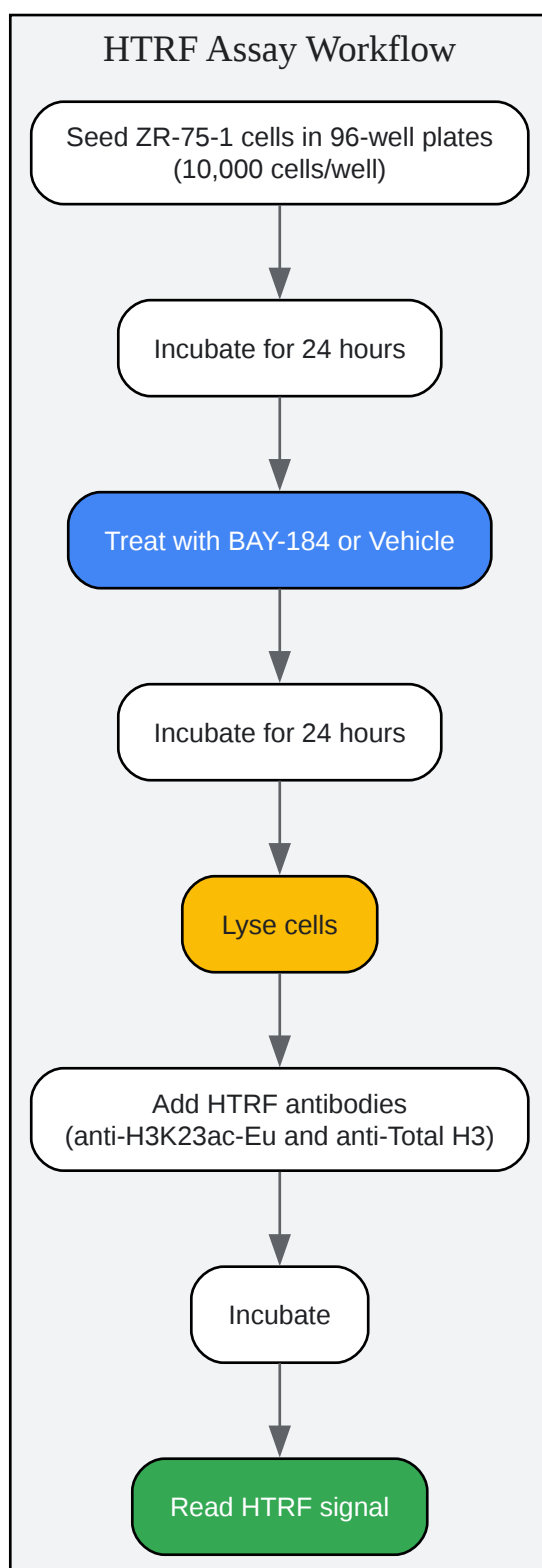 HTRF Assay Workflow
Seed ZR-75-1 cells in 96-well plates
(10,000 cells/well)
Incubate for 24 hours
Treat with BAY-184 or Vehicle
Incubate for 24 hours
Lyse cells
Add HTRF antibodies
(anti-H3K23ac-Eu and anti-Total H3)
Incubate
Read HTRF signal